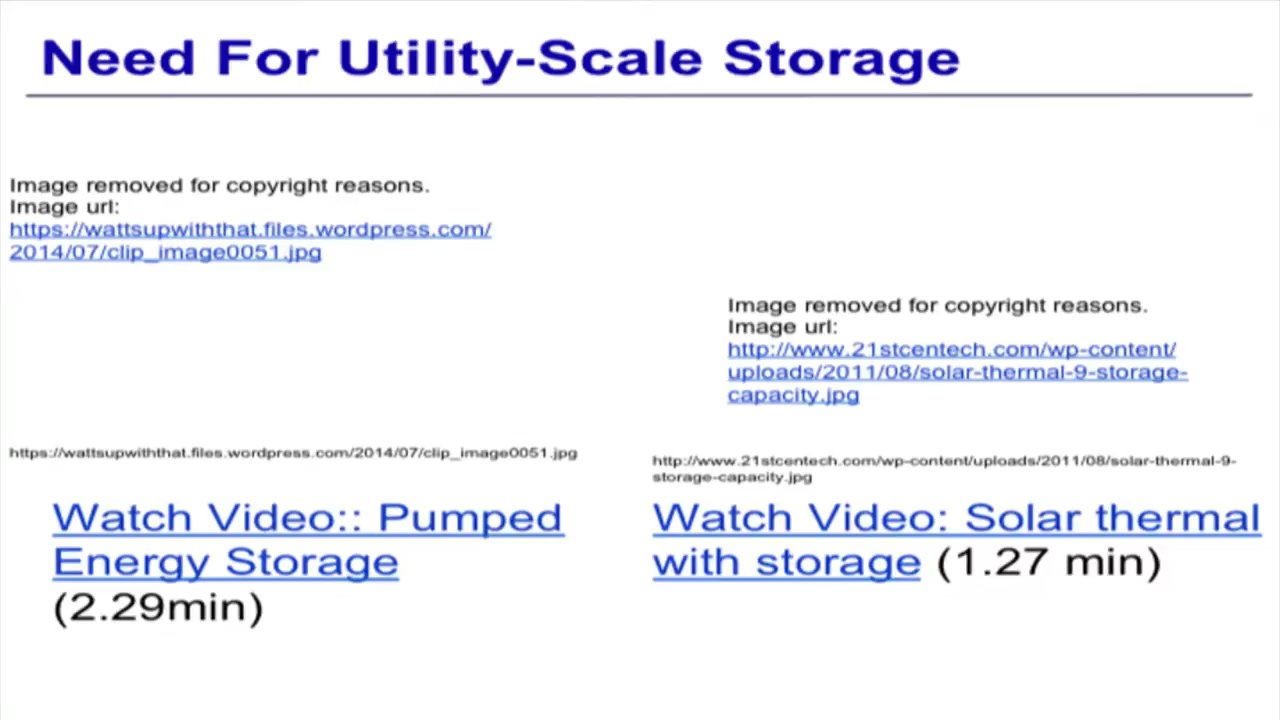 Need For Utility-Scale Storage
Image removed for copyright reasons.
Image url:
https://wattsupwiththat.files.wordpress.com/
2014/07/clip_image0051.jpg
Image removed for copyright reasons.
Image url:
http://www.21stcentech.com/wp-content/
uploads/2011/08/solar-thermal-9-storage-
capacity.jpg
https://wattsupwiththat.files.wordpress.com/2014/07/clip_image0051.jpg
http://www.21stcentech.com/wp-content/uploads/2011/08/solar-thermal-9-
storage-capacity.jpg
Watch Video:: Pumped
Energy Storage
(2.29min)
Watch Video: Solar thermal
with storage (1.27 min)